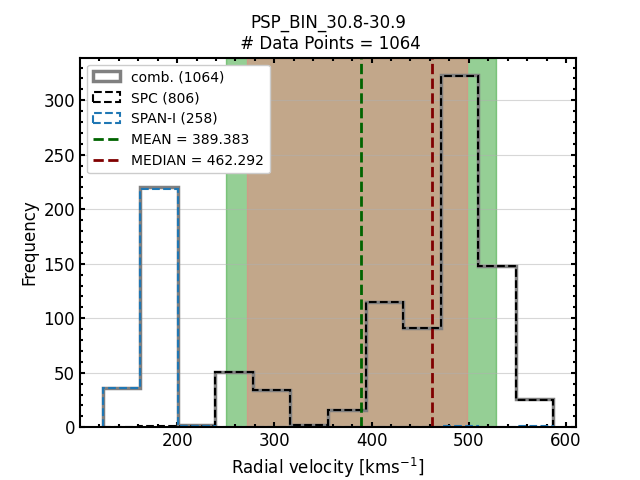 PSP_BIN_30.8-30.9
# Data Points = 1064
comb. (1064)
SPC (806)
SPAN-I (258)
MEAN = 389.383
MEDIAN = 462.292
Frequency
300
250
200
150
100
50
0
200
300
400
500
600
Radial velocity [kms⁻¹]